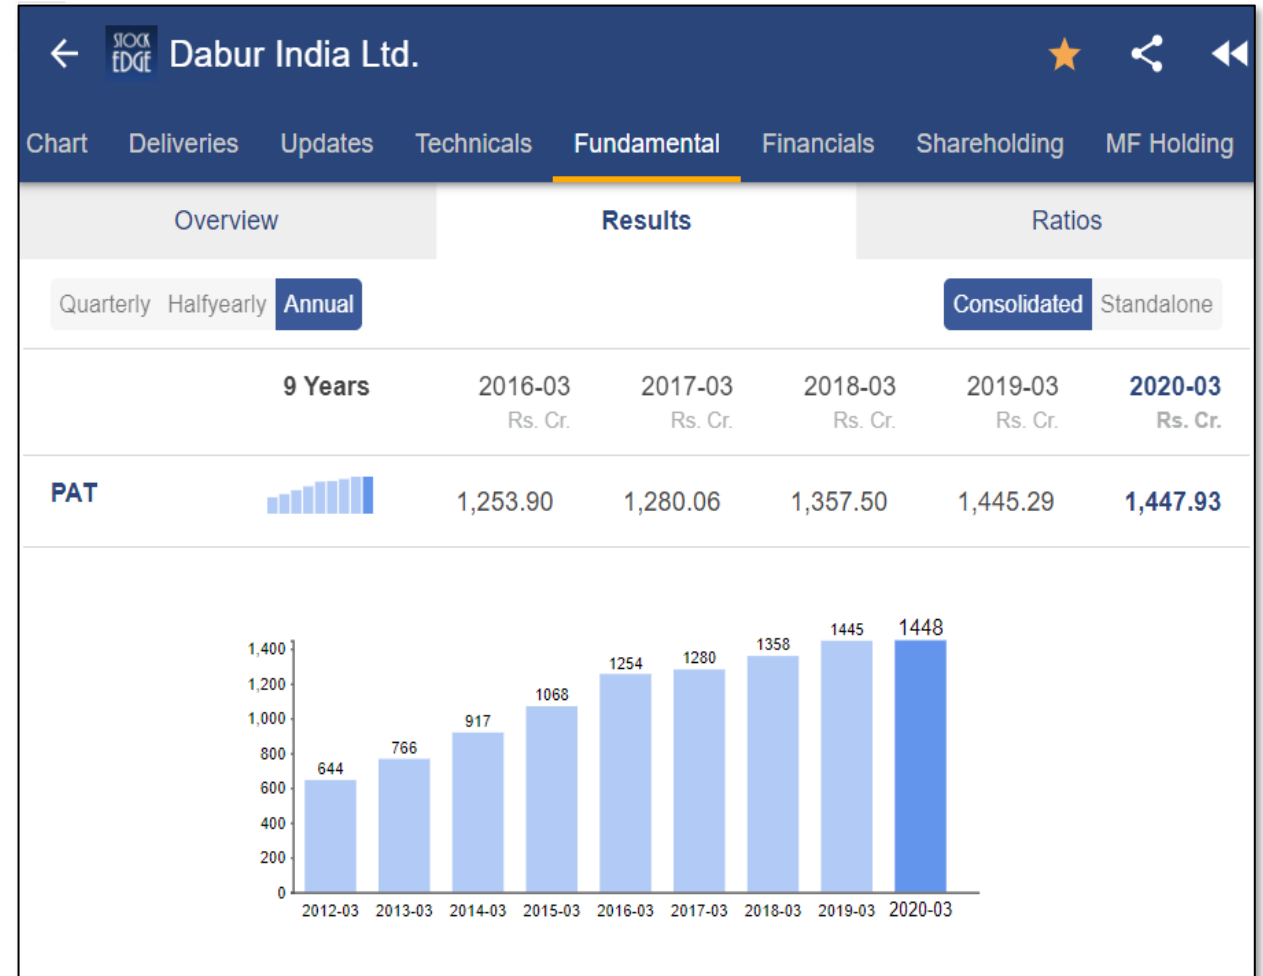 STOCK
EDGE
Dabur India Ltd.
Chart Deliveries Updates Technicals Fundamental Financials Shareholding MF Holding
Overview Results Ratios
Quarterly Halfyearly Annual Consolidated Standalone
9 Years 2016-03 2017-03 2018-03 2019-03 2020-03
Rs. Cr. Rs. Cr. Rs. Cr. Rs. Cr. Rs. Cr.
PAT 1,253.90 1,280.06 1,357.50 1,445.29 1,447.93
1,400
1,200
1,000
800
600
400
200
0
644 766 917 1068 1254 1280 1358 1445 1448
2012-03 2013-03 2014-03 2015-03 2016-03 2017-03 2018-03 2019-03 2020-03